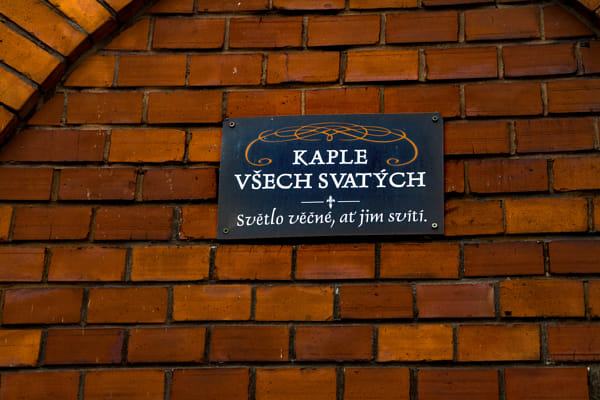 KAPLE
VŠECH SVATÝCH
Světlo věčné, ať jim svítí.